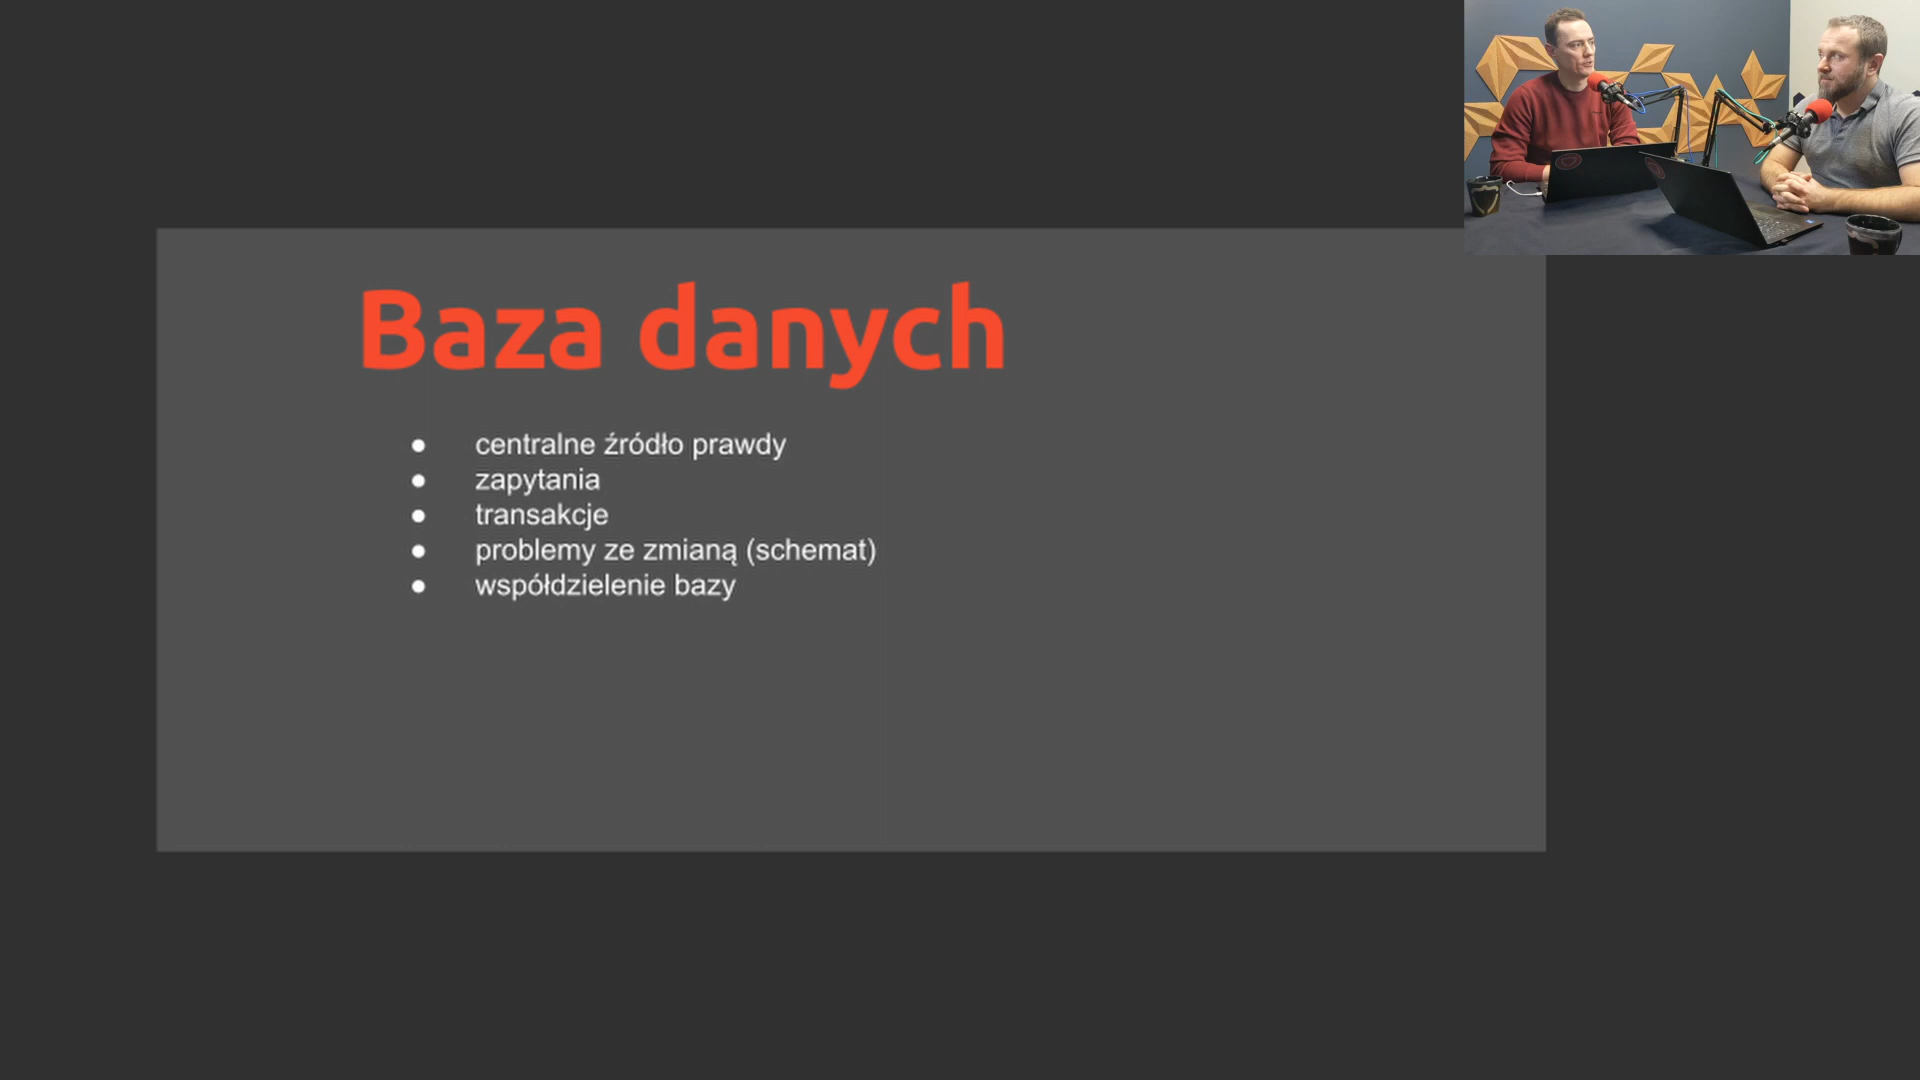 Baza danych
● centralne źródło prawdy
● zapytania
● transakcje
● problemy ze zmianą (schemat)
● współdzielenie bazy